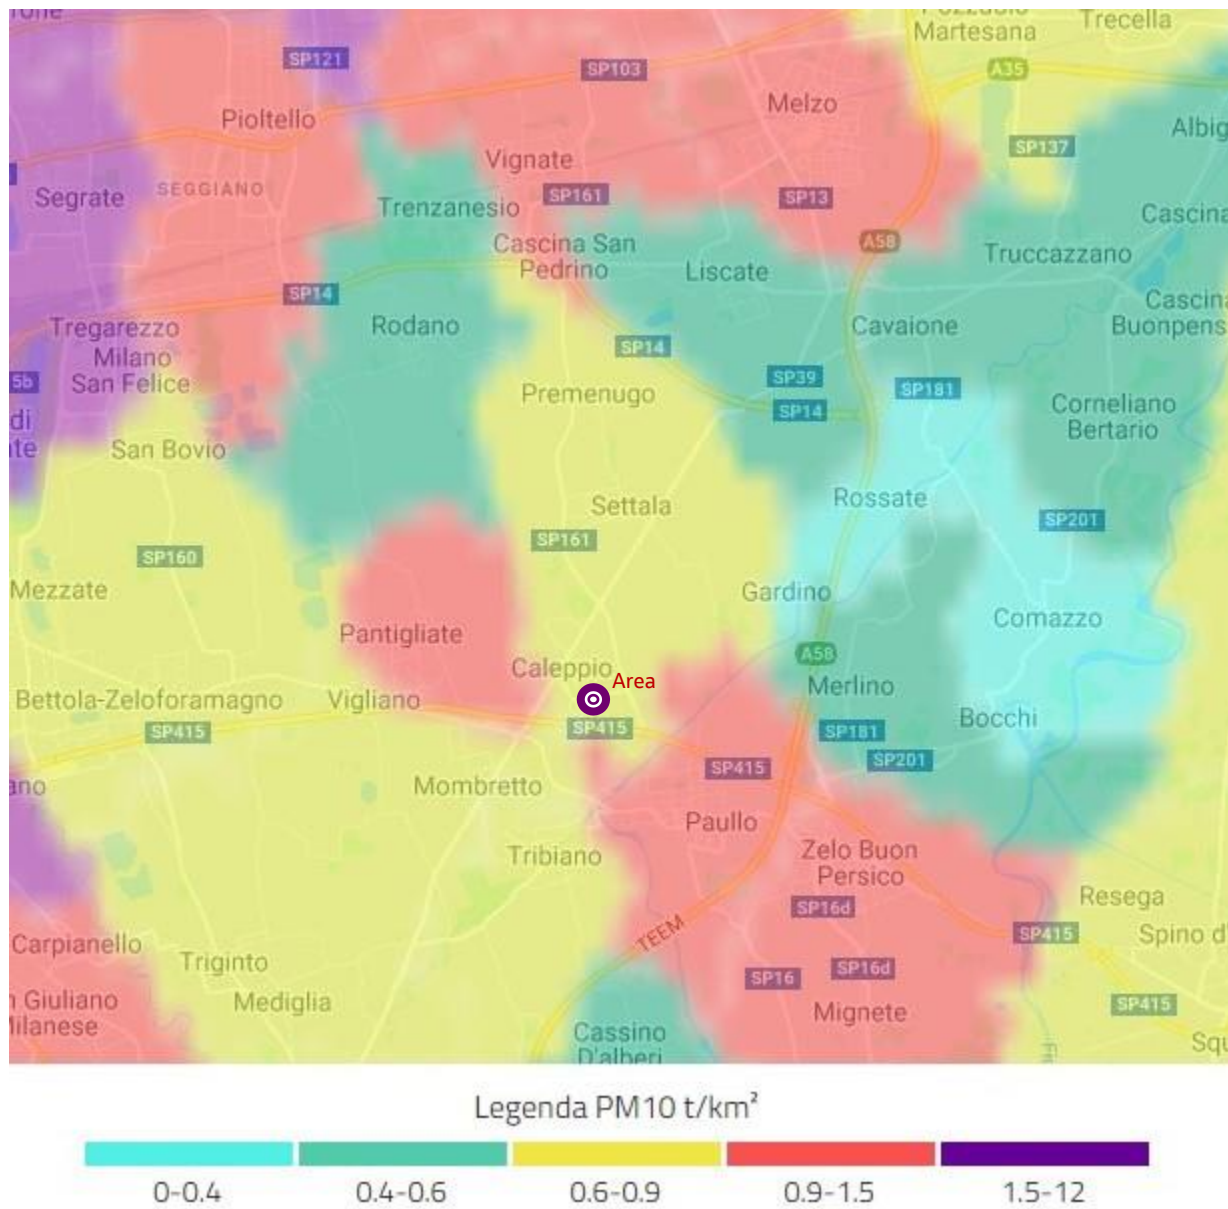 SP121
SP103
Martesana
Trecella
A35
Pioltello
Melzo
Albig
SP137
Vignate
Segrate
SEGGIANO
SP161
SP13
Trenzanesio
Cascina
Cascina San
Pedrino
A58
Liscate
Truccazzano
SP14
Cascina
Buonpens
Tregarezzo
Rodano
Cavaione
Milano
San Felice
SP14
5b
SP39
SP181
Premenugo
SP14
Corneliano
Bertario
di
San Bovio
Rossate
Settala
SP201
SP160
SP161
Mezzate
Gardino
Comazzo
Pantigliate
A58
Caleppio
Area
Merlino
Bettola-Zeloforamagno
Vigliano
Bocchi
SP415
SP415
SP181
SP201
SP415
ano
Mombretto
Paullo
Tribiano
Zelo Buon
Persico
Resega
SP16d
TEEM
SP415
Spino d'
Carpianello
Triginto
SP16
SP16d
Mediglia
SP415
Giuliano
Milanese
Mignete
Cassino
D'alberi
Squ
Legenda PM10 t/km²
0-0.4
0.4-0.6
0.6-0.9
0.9-1.5
1.5-12